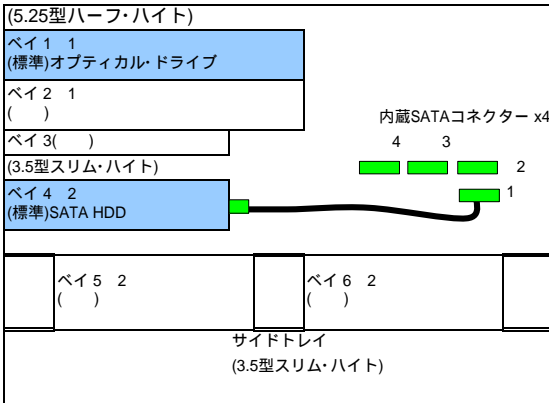 (5.25型ハーフ･ハイト)
ベイ 1 1
(標準)オプティカル･ドライブ
ベイ 2 1
( )
ベイ 3( )
(3.5型スリム･ハイト)
ベイ 4 2
(標準)SATA HDD
内蔵SATAコネクター x4
4 3
2
1
ベイ 5 2
( )
ベイ 6 2
( )
サイドトレイ
(3.5型スリム･ハイト)